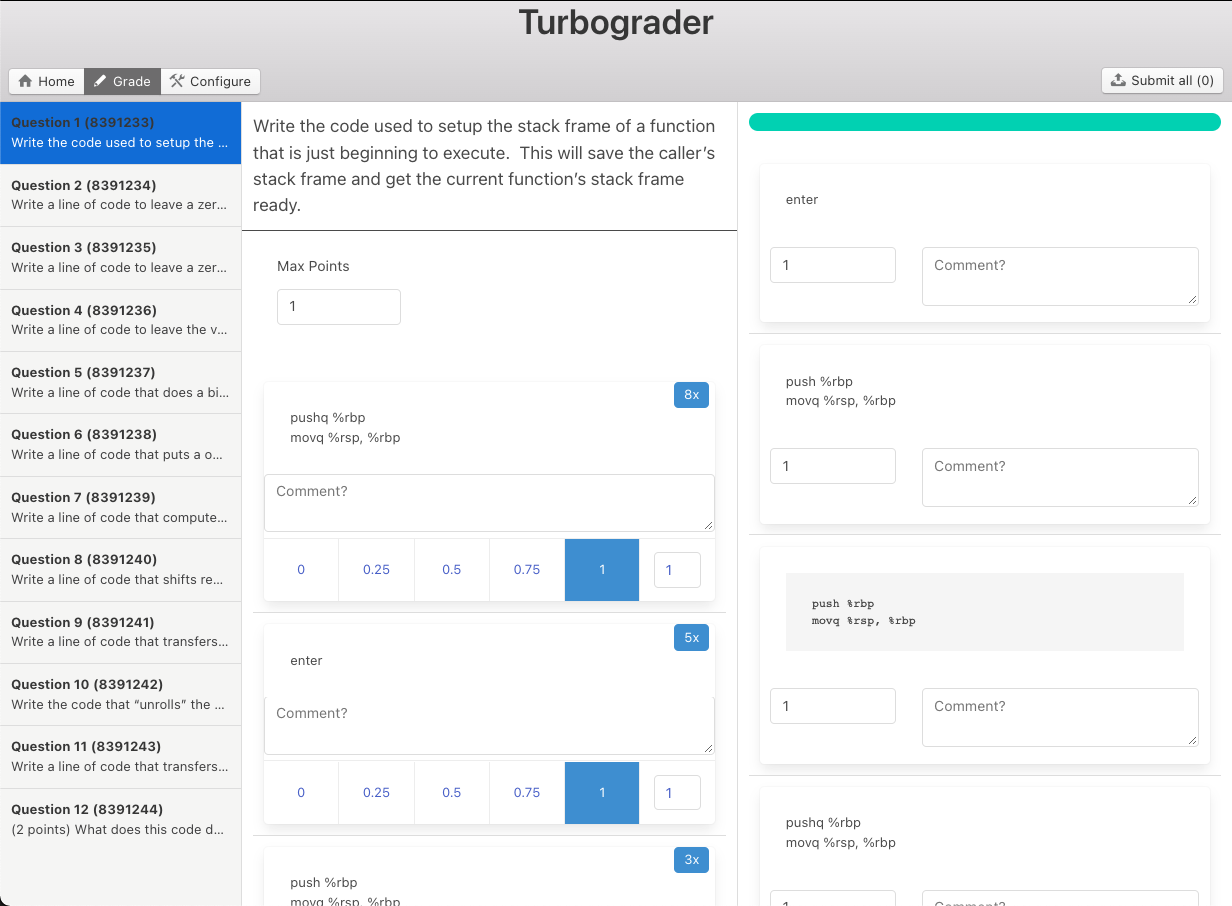 Turbograder
Home
Grade
Configure
Submit all (0)
Question 1 (8391233)
Write the code used to setup the ...
Question 2 (8391234)
Write a line of code to leave a zer...
Question 3 (8391235)
Write a line of code to leave a zer...
Question 4 (8391236)
Write a line of code to leave the v...
Question 5 (8391237)
Write a line of code that does a bi...
Question 6 (8391238)
Write a line of code that puts a o...
Question 7 (8391239)
Write a line of code that compute...
Question 8 (8391240)
Write a line of code that shifts re...
Question 9 (8391241)
Write a line of code that transfers...
Question 10 (8391242)
Write the code that “unrolls” the ...
Question 11 (8391243)
Write a line of code that transfers...
Question 12 (8391244)
(2 points) What does this code d...
Write the code used to setup the stack frame of a function
that is just beginning to execute.  This will save the caller’s
stack frame and get the current function’s stack frame
ready.
Max Points
1
8x
pushq %rbp
movq %rsp, %rbp
Comment?
0 0.25 0.5 0.75 1 1
5x
enter
Comment?
0 0.25 0.5 0.75 1 1
3x
push %rbp
movq %rsp, %rbp
enter
1
Comment?
push %rbp
movq %rsp, %rbp
1
Comment?
push %rbp
movq %rsp, %rbp
1
Comment?
pushq %rbp
movq %rsp, %rbp
1
Comment?